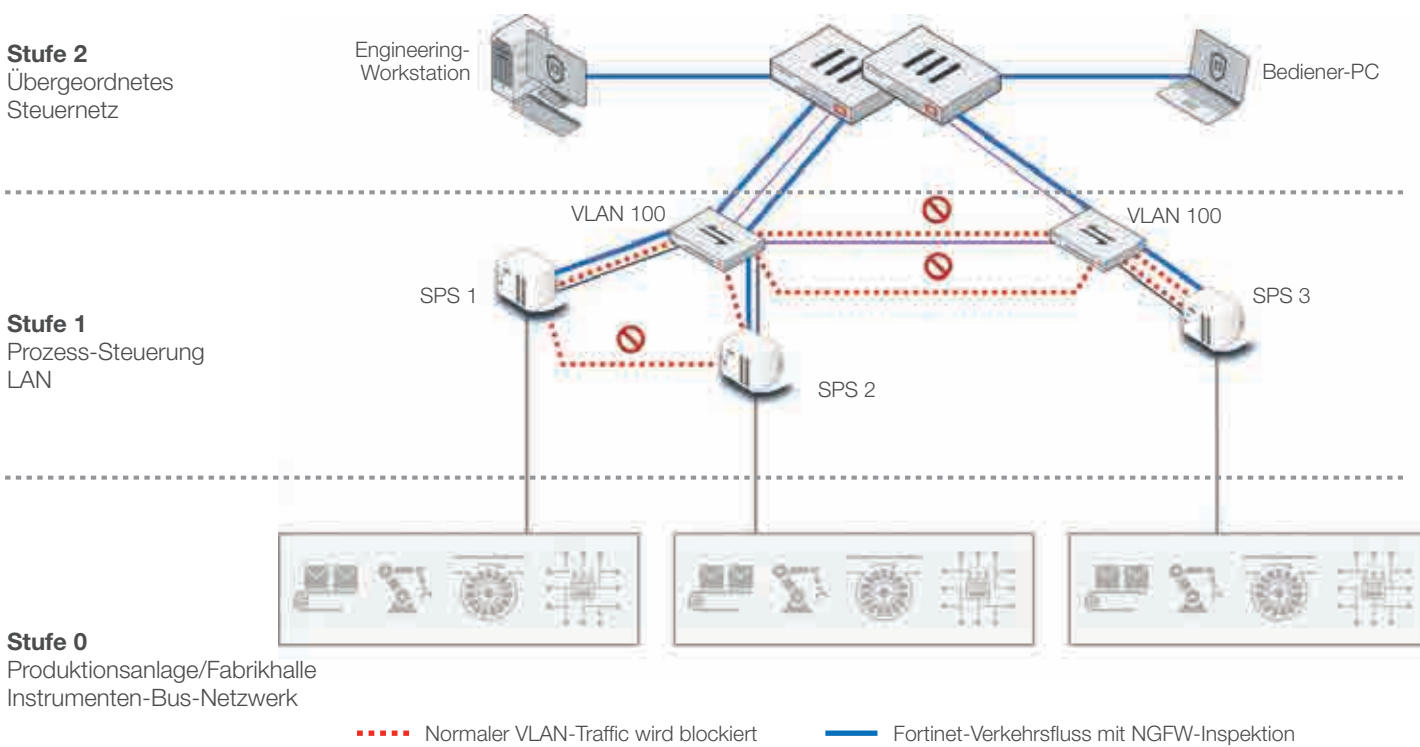 Stufe 2
Übergeordnetes
Steuernetz
Engineering-
Workstation
Bediener-PC
VLAN 100
VLAN 100
SPS 1
SPS 3
Stufe 1
Prozess-Steuerung
LAN
SPS 2
Stufe 0
Produktionsanlage/Fabrikhalle
Instrumenten-Bus-Netzwerk
Normaler VLAN-Traffic wird blockiert
Fortinet-Verkehrsfluss mit NGFW-Inspektion